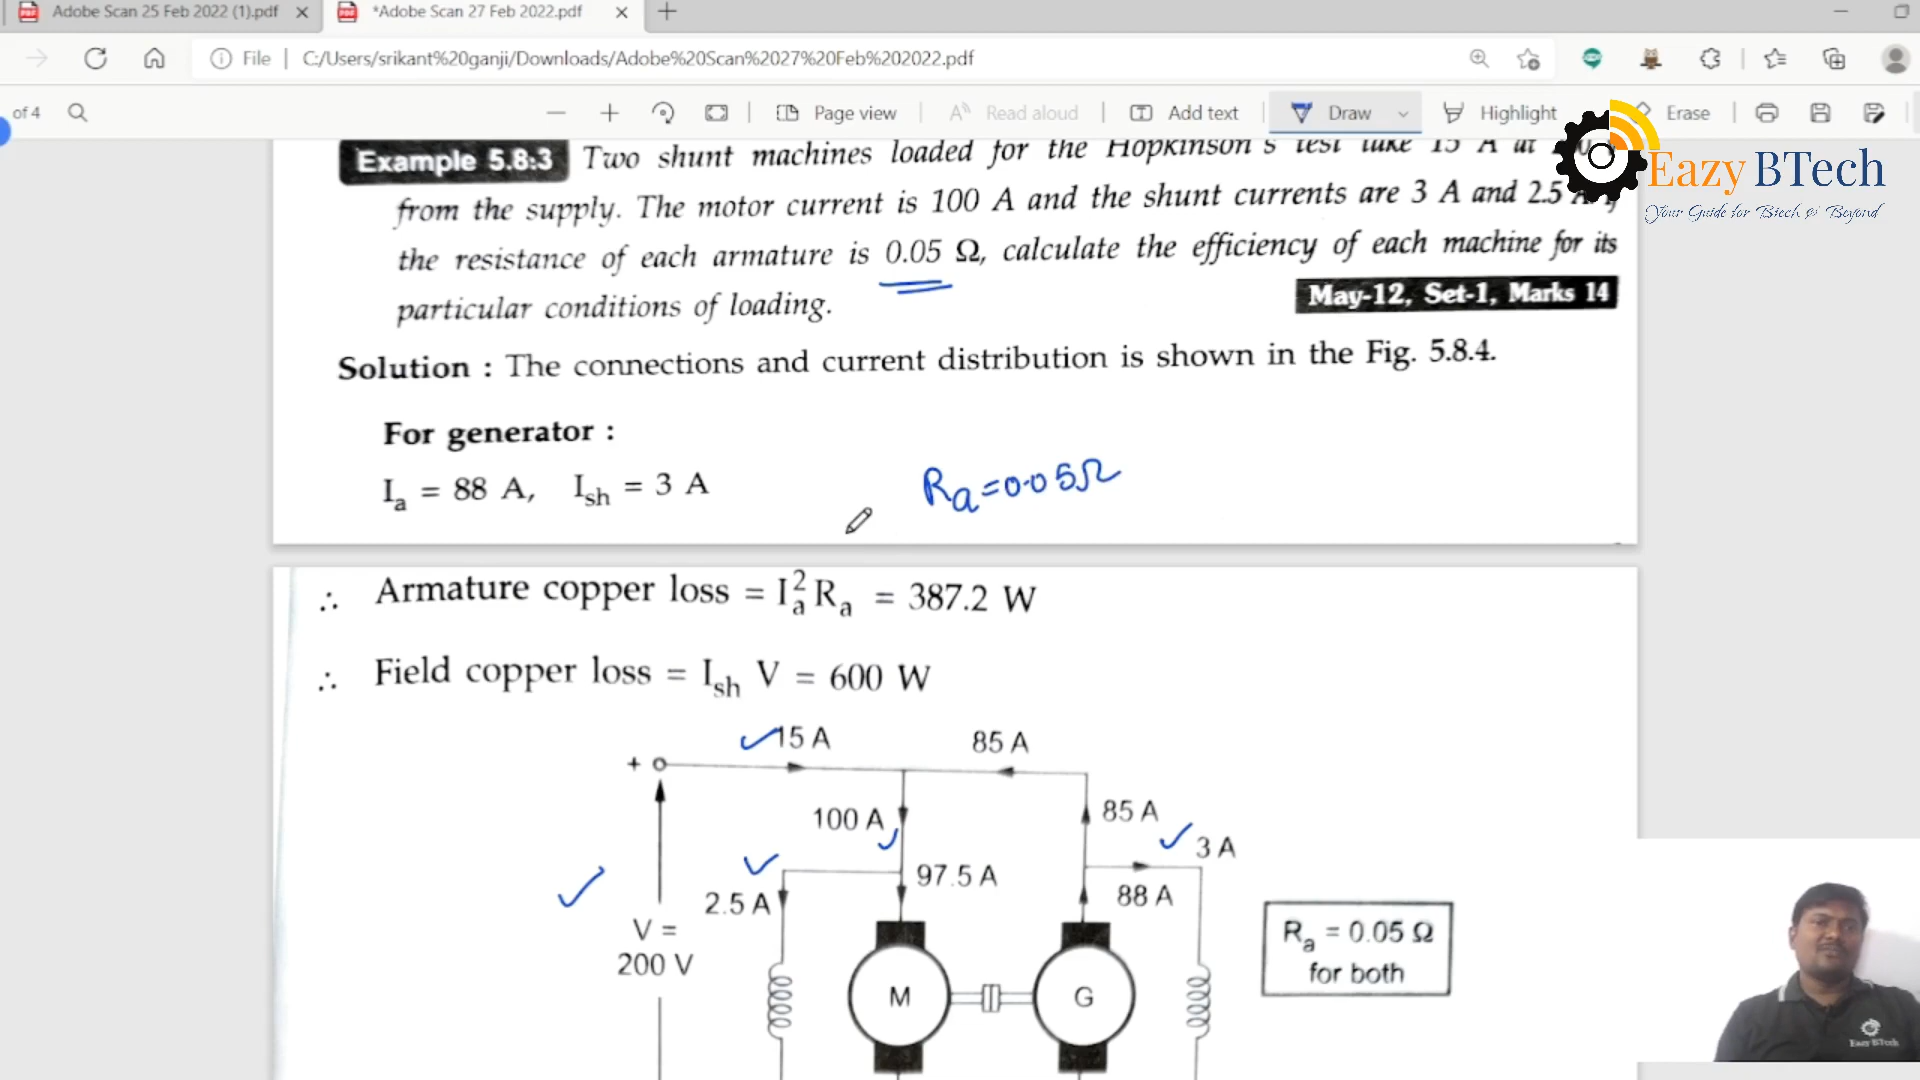 Adobe Scan 25 Feb 2022 (1).pdf
*Adobe Scan 27 Feb 2022.pdf
File
C:/Users/srikant%20ganji/Downloads/Adobe%20Scan%2027%20Feb%202022.pdf
of 4
Page view
Read aloud
Add text
Draw
Highlight
Erase
Eazy BTech
Your Guide for Btech & Beyond
Example 5.8.3 Two shunt machines loaded for the Hopkinson's test take 15 A at
from the supply. The motor current is 100 A and the shunt currents are 3 A and 2.5
the resistance of each armature is 0.05 Ω, calculate the efficiency of each machine for its
particular conditions of loading.
May-12, Set-1, Marks 14
Solution : The connections and current distribution is shown in the Fig. 5.8.4.
For generator :
Ia = 88 A, Ish = 3 A
Ra = 0.05Ω
∴ Armature copper loss = Ia² Ra = 387.2 W
∴ Field copper loss = Ish V = 600 W
15 A
85 A
+
100 A
85 A
3 A
97.5 A
88 A
2.5 A
V =
200 V
M
G
Ra = 0.05 Ω
for both
Eazy BTech